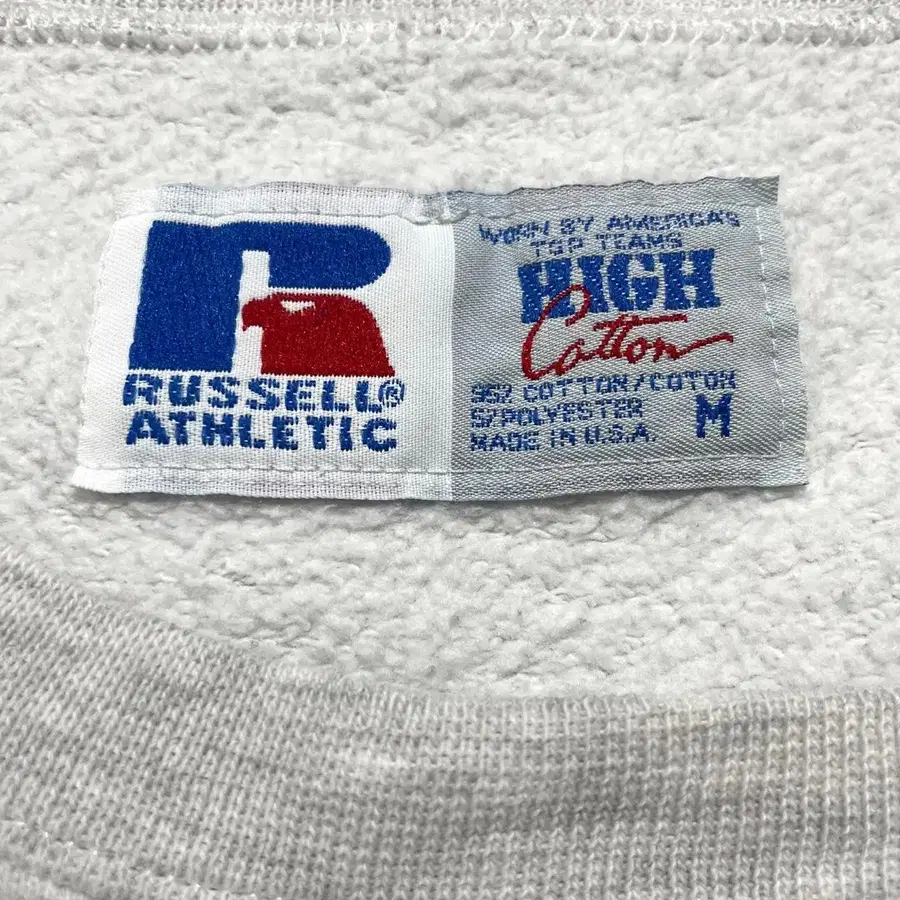 RUSSELL®
ATHLETIC
WORN BY AMERICA'S
TOP TEAMS
HIGH
Cotton
95% COTTON/COTON
5%POLYESTER
MADE IN U.S.A.
M